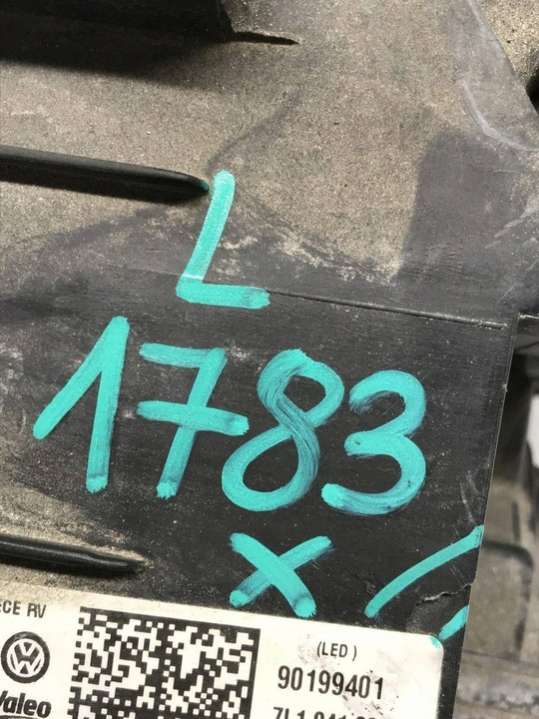 L
1783
X
ECE RV
(LED)
90199401
Valeo